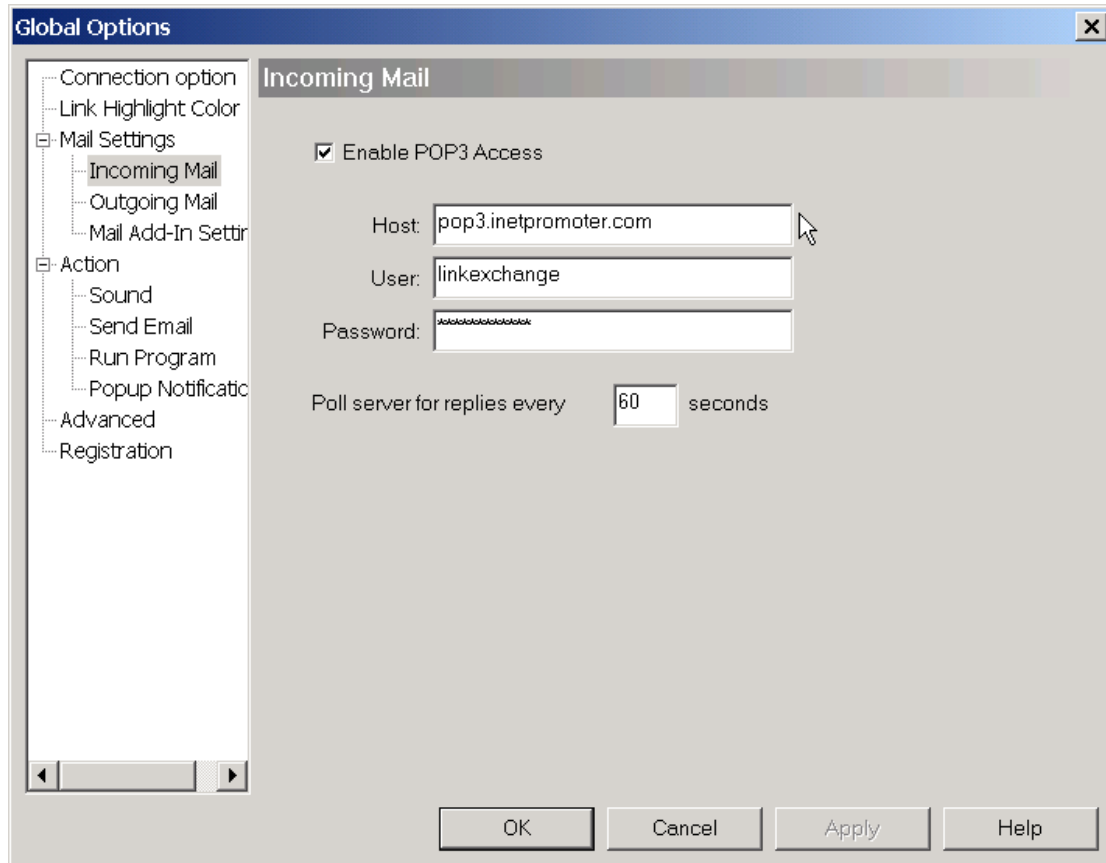 Global Options
Connection option
Link Highlight Color
Mail Settings
Incoming Mail
Outgoing Mail
Mail Add-In Settin
Action
Sound
Send Email
Run Program
Popup Notificatic
Advanced
Registration
Incoming Mail
Enable POP3 Access
Host: pop3.inetpromoter.com
User: linkexchange
Password: *************
Poll server for replies every 60 seconds
OK Cancel Apply Help